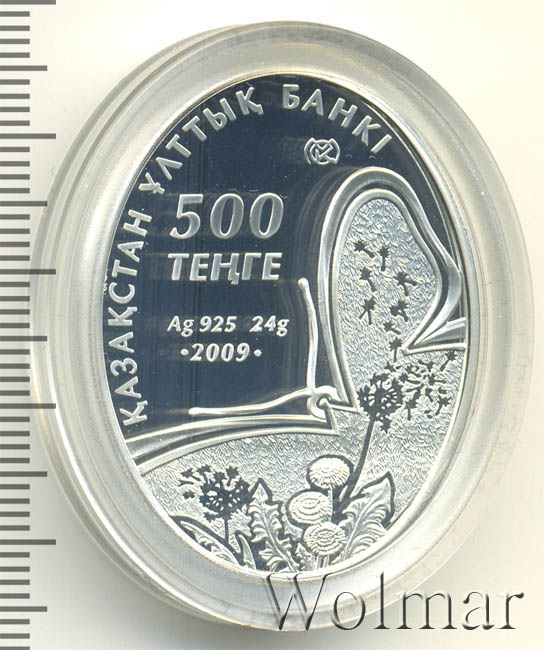 ҚАЗАҚСТАН ҰЛТТЫҚ БАНКІ
500
ТЕҢГЕ
Ag 925 24g
·2009·
Wolmar